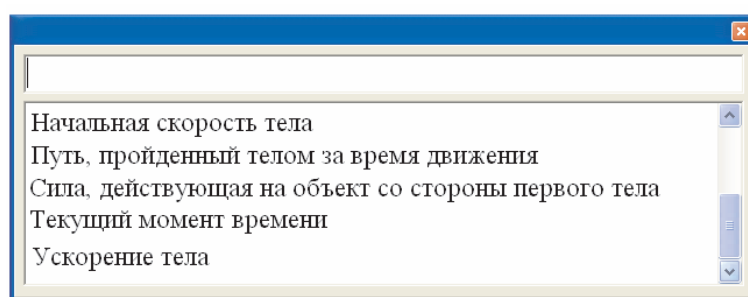 Начальная скорость тела
Путь, пройденный телом за время движения
Сила, действующая на объект со стороны первого тела
Текущий момент времени
Ускорение тела